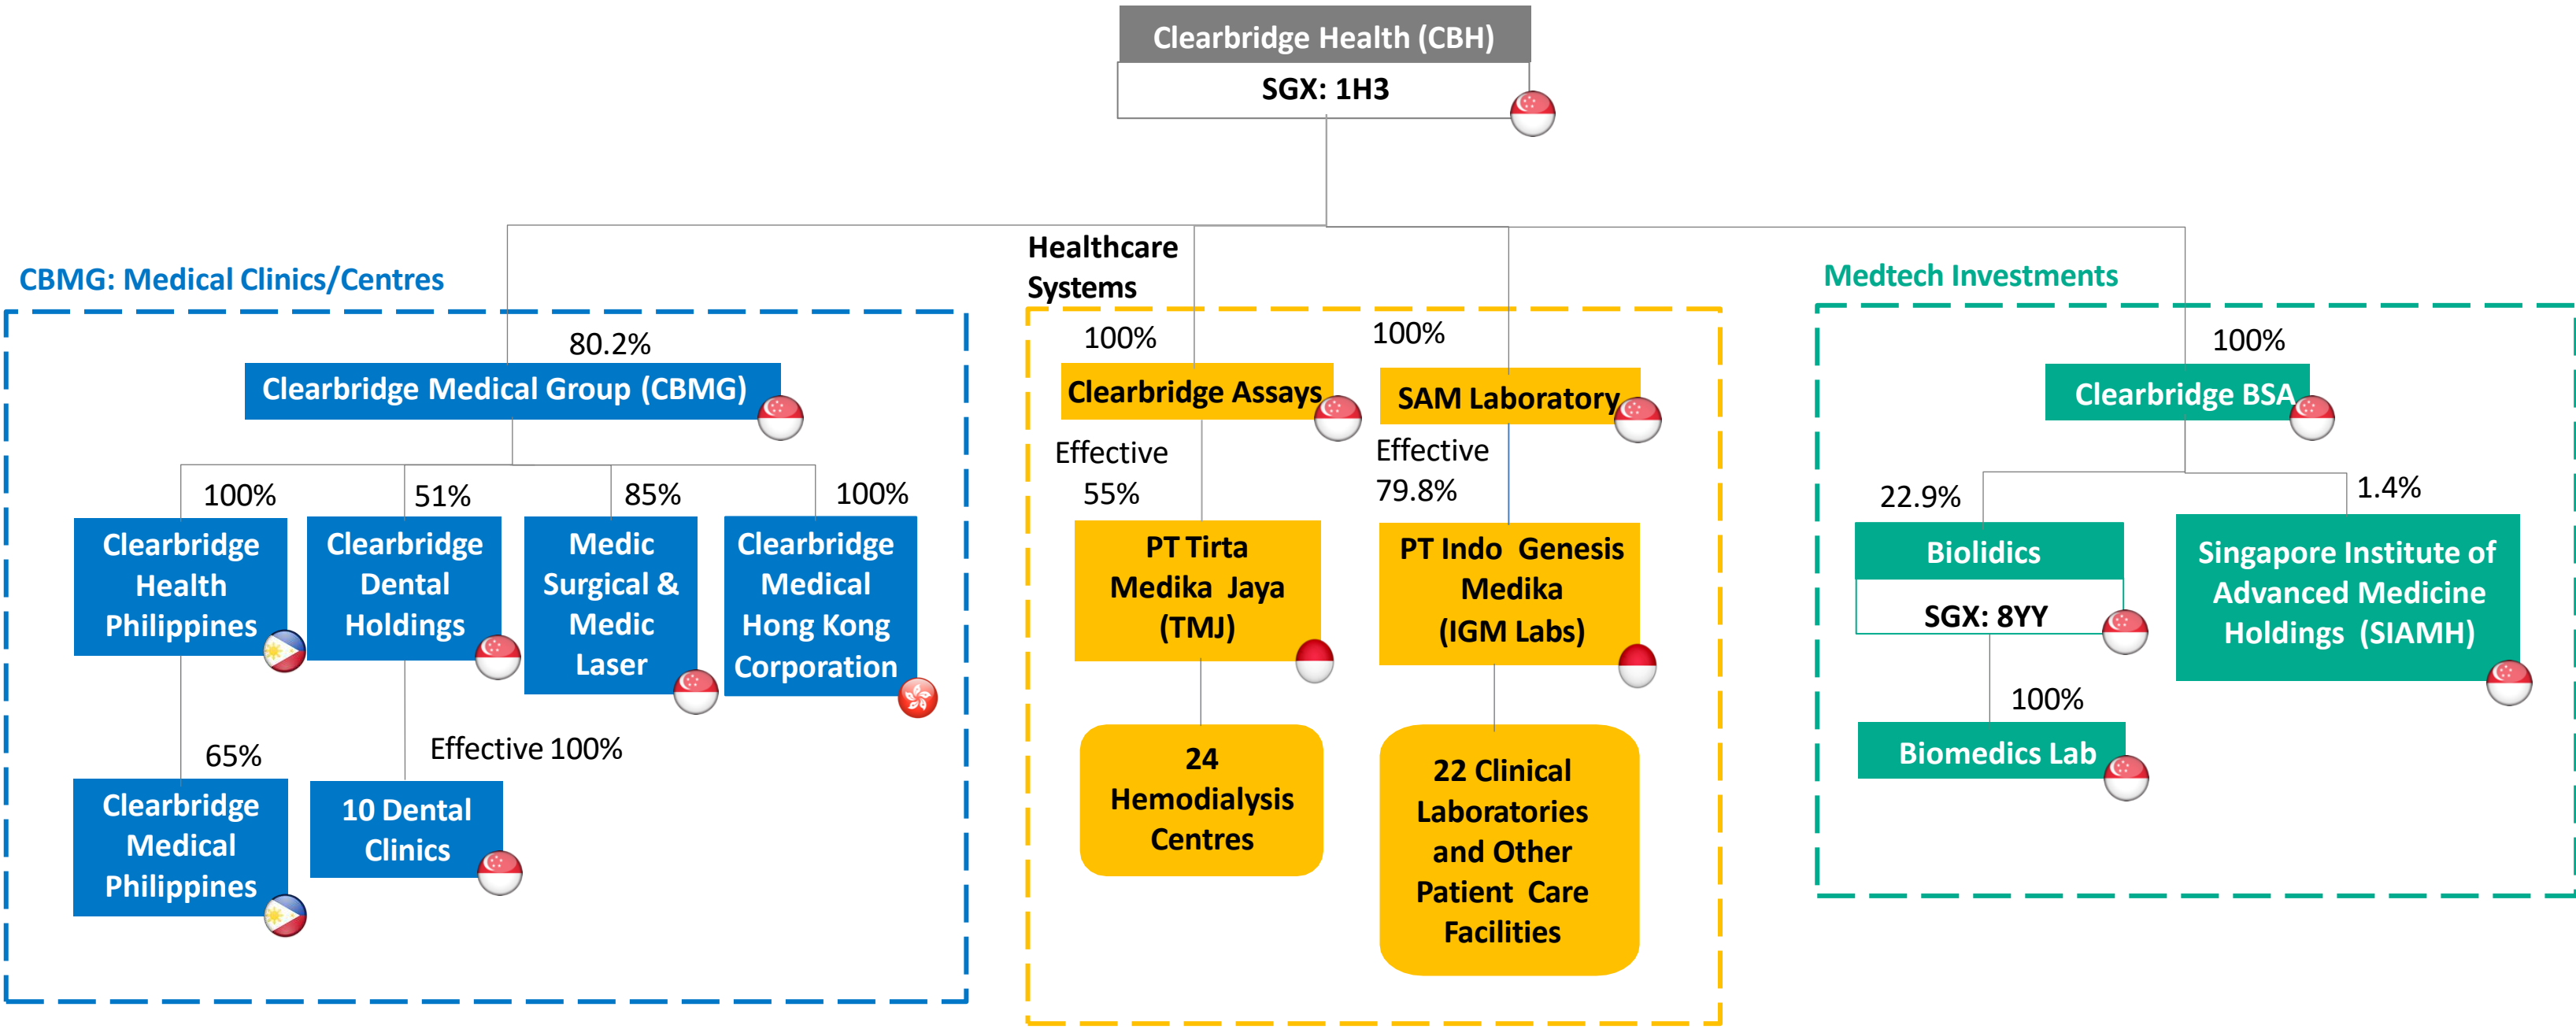 Clearbridge Health (CBH)
SGX: 1H3
CBMG: Medical Clinics/Centres
80.2%
Clearbridge Medical Group (CBMG)
100%
51%
85%
100%
Clearbridge
Health
Philippines
Clearbridge
Dental
Holdings
Medic
Surgical &
Medic
Laser
Clearbridge
Medical
Hong Kong
Corporation
65%
Effective 100%
Clearbridge
Medical
Philippines
10 Dental
Clinics
Healthcare
Systems
100%
100%
Clearbridge Assays
SAM Laboratory
Effective
55%
Effective
79.8%
PT Tirta
Medika Jaya
(TMJ)
PT Indo Genesis
Medika
(IGM Labs)
24
Hemodialysis
Centres
22 Clinical
Laboratories
and Other
Patient Care
Facilities
Medtech Investments
100%
Clearbridge BSA
22.9%
1.4%
Biolidics
SGX: 8YY
Singapore Institute of
Advanced Medicine
Holdings (SIAMH)
100%
Biomedics Lab